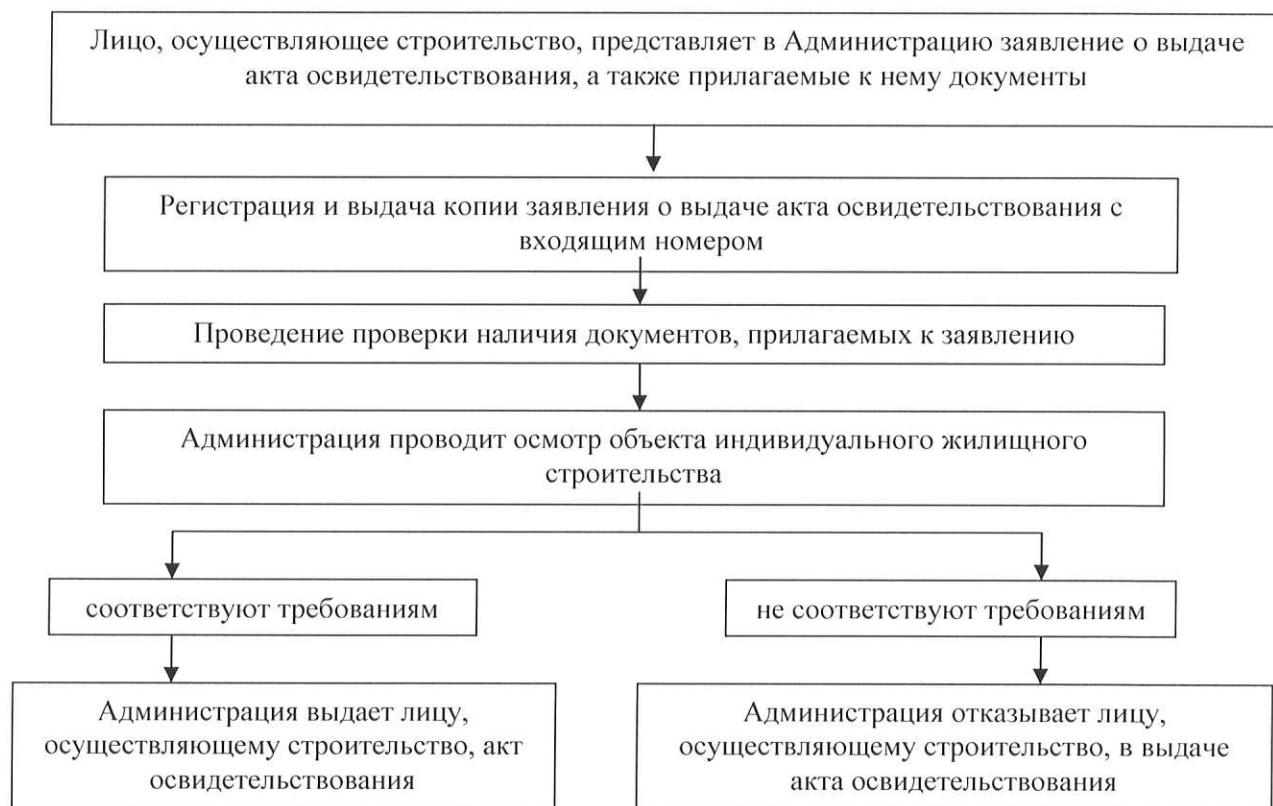 Лицо, осуществляющее строительство, представляет в Администрацию заявление о выдаче
акта освидетельствования, а также прилагаемые к нему документы
Регистрация и выдача копии заявления о выдаче акта освидетельствования с
входящим номером
Проведение проверки наличия документов, прилагаемых к заявлению
Администрация проводит осмотр объекта индивидуального жилищного
строительства
соответствуют требованиям
не соответствуют требованиям
Администрация выдает лицу,
осуществляющему строительство, акт
освидетельствования
Администрация отказывает лицу,
осуществляющему строительство, в выдаче
акта освидетельствования